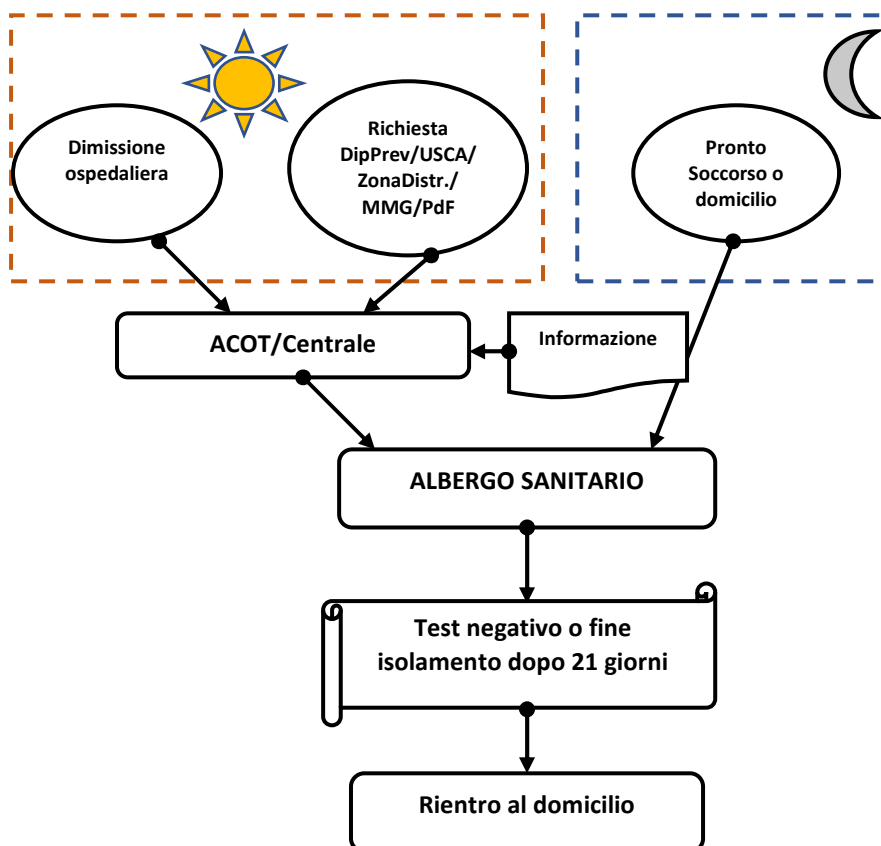 Dimissione
ospedaliera
Richiesta
DipPrev/USCA/
ZonaDistr./
MMG/PdF
Pronto
Soccorso o
domicilio
ACOT/Centrale
Informazione
ALBERGO SANITARIO
Test negativo o fine
isolamento dopo 21 giorni
Rientro al domicilio